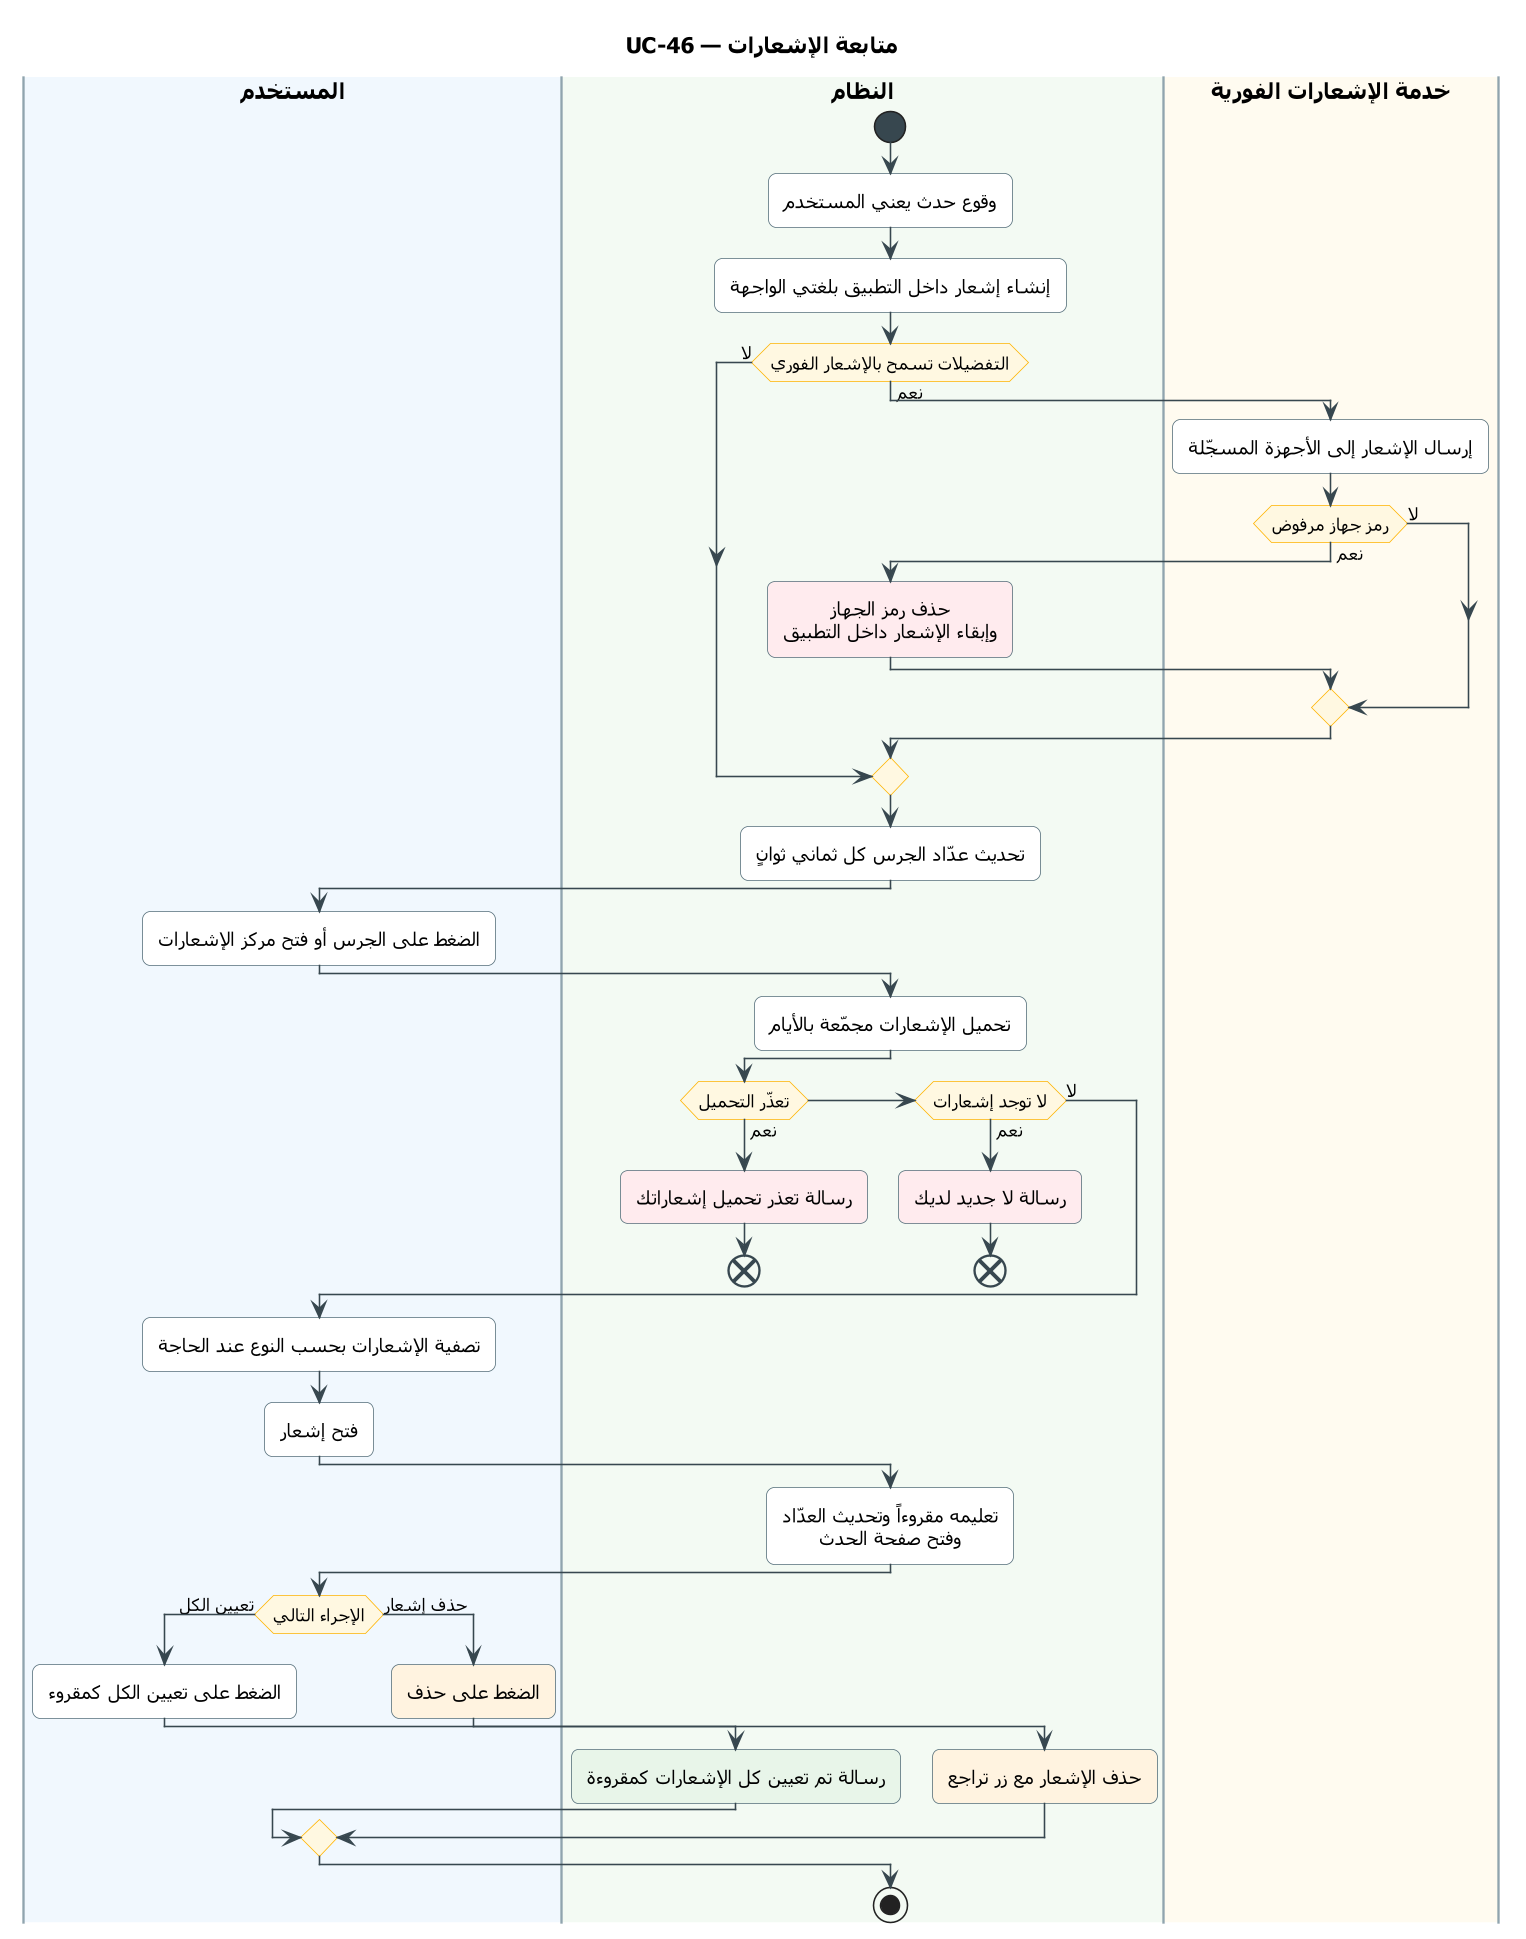 UC-46 — متابعة الإشعارات
المستخدم
النظام
خدمة الإشعارات الفورية
وقوع حدث يعني المستخدم
إنشاء إشعار داخل التطبيق بلغتي الواجهة
التفضيلات تسمح بالإشعار الفوري
لا
نعم
إرسال الإشعار إلى الأجهزة المسجّلة
رمز جهاز مرفوض
لا
نعم
حذف رمز الجهاز
وإبقاء الإشعار داخل التطبيق
تحديث عدّاد الجرس كل ثماني ثوانٍ
الضغط على الجرس أو فتح مركز الإشعارات
تحميل الإشعارات مجمّعة بالأيام
تعذّر التحميل
نعم
لا توجد إشعارات
لا
نعم
رسالة تعذر تحميل إشعاراتك
رسالة لا جديد لديك
تصفية الإشعارات بحسب النوع عند الحاجة
فتح إشعار
تعليمه مقروءاً وتحديث العدّاد
وفتح صفحة الحدث
الإجراء التالي
تعيين الكل
حذف إشعار
الضغط على تعيين الكل كمقروء
الضغط على حذف
رسالة تم تعيين كل الإشعارات كمقروءة
حذف الإشعار مع زر تراجع